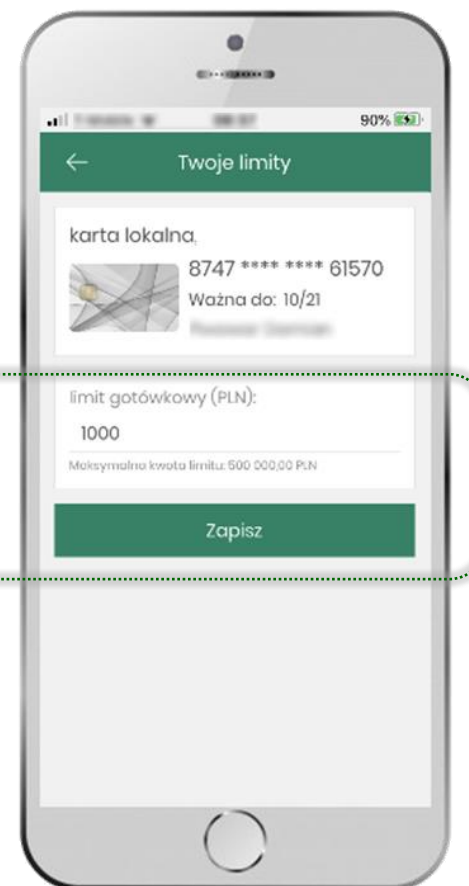 90%
Twoje limity
karta lokalna,
8747 **** **** 61570
Ważna do: 10/21
limit gotówkowy (PLN):
1000
Maksymalna kwota limitu: 500 000,00 PLN
Zapisz